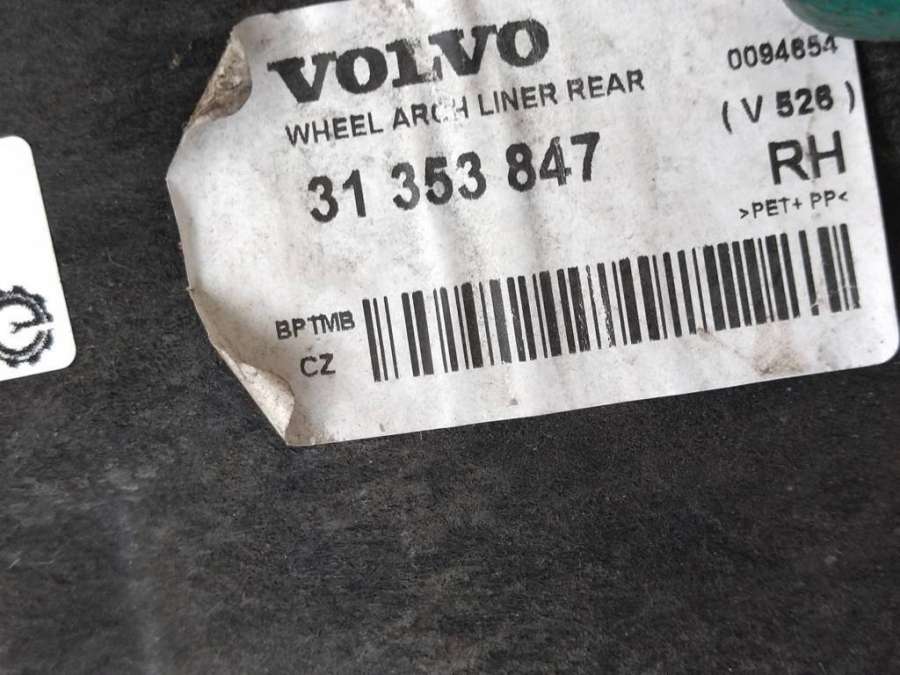 VOLVO
0094654
WHEEL ARCH LINER REAR
( V 526 )
31 353 847
RH
>PET+ PP<
BPTMB
CZ